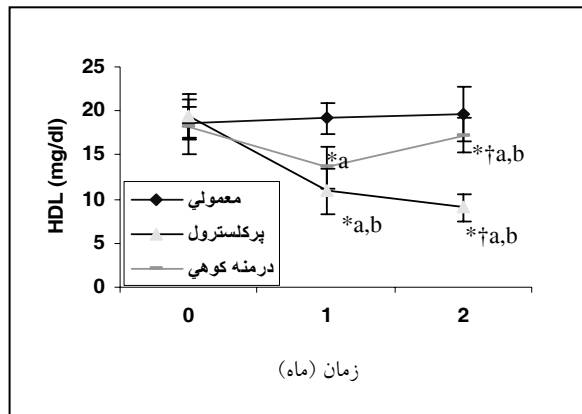 25
20
15
10
5
0
HDL (mg/dl)
معمولي
پركلسترول
درمنه كوهي
*a
*a,b
*†a,b
*†a,b
0 1 2
زمان (ماه)